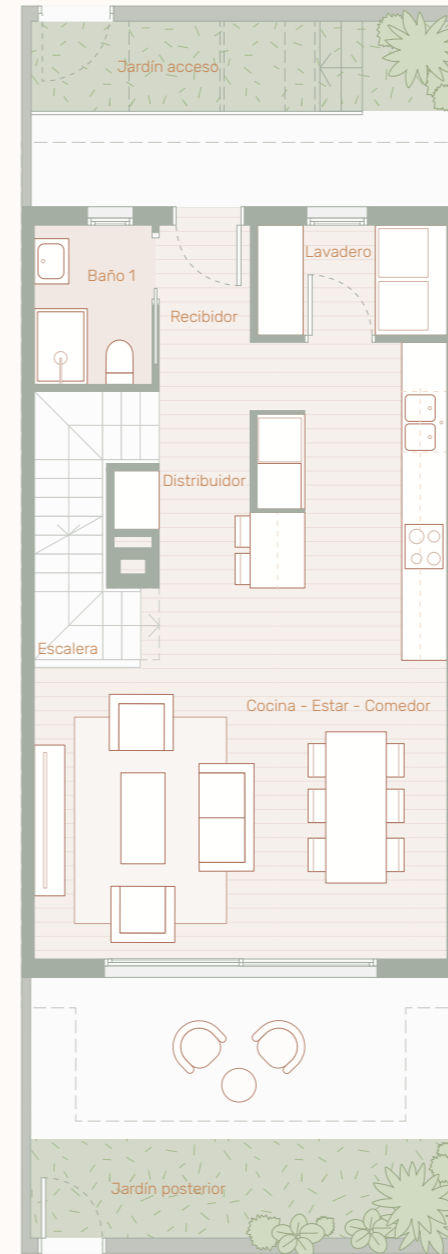 Jardín acceso
Lavadero
Baño 1
Recibidor
Distribuidor
Escalera
Cocina - Estar - Comedor
Jardín posterior